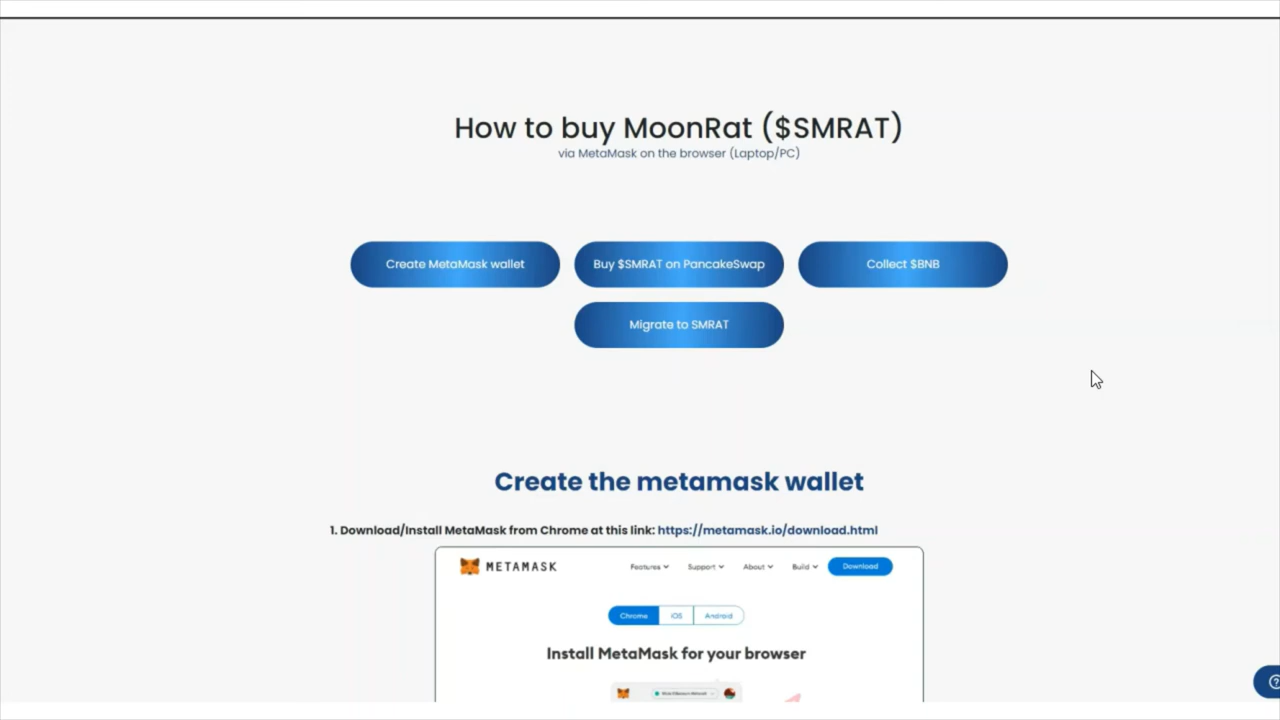 How to buy MoonRat ($SMRAT)
via MetaMask on the browser (Laptop/PC)
Create MetaMask wallet
Buy $SMRAT on PancakeSwap
Collect $BNB
Migrate to SMRAT
Create the metamask wallet
1. Download/Install MetaMask from Chrome at this link: https://metamask.io/download.html
METAMASK
Features
Support
About
Build
Download
Chrome
iOS
Android
Install MetaMask for your browser